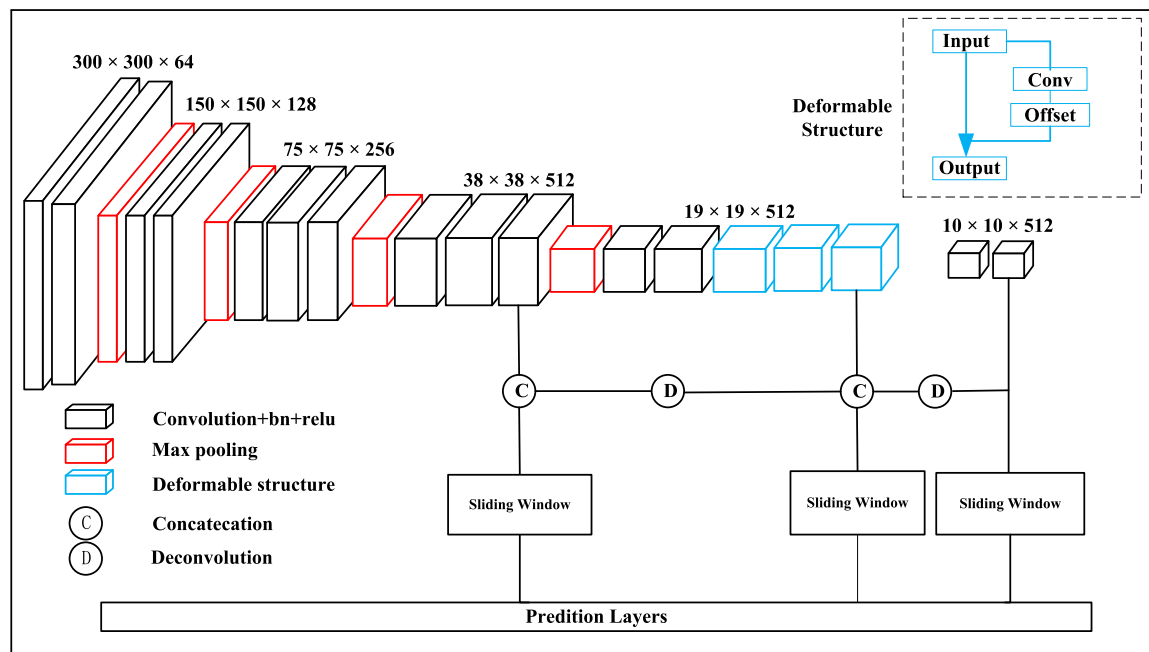 300 × 300 × 64
150 × 150 × 128
75 × 75 × 256
38 × 38 × 512
19 × 19 × 512
10 × 10 × 512
Deformable
Structure
Input
Conv
Offset
Output
C
D
C
D
Convolution+bn+relu
Max pooling
Deformable structure
C
Concatecation
D
Deconvolution
Sliding Window
Sliding Window
Sliding Window
Predition Layers